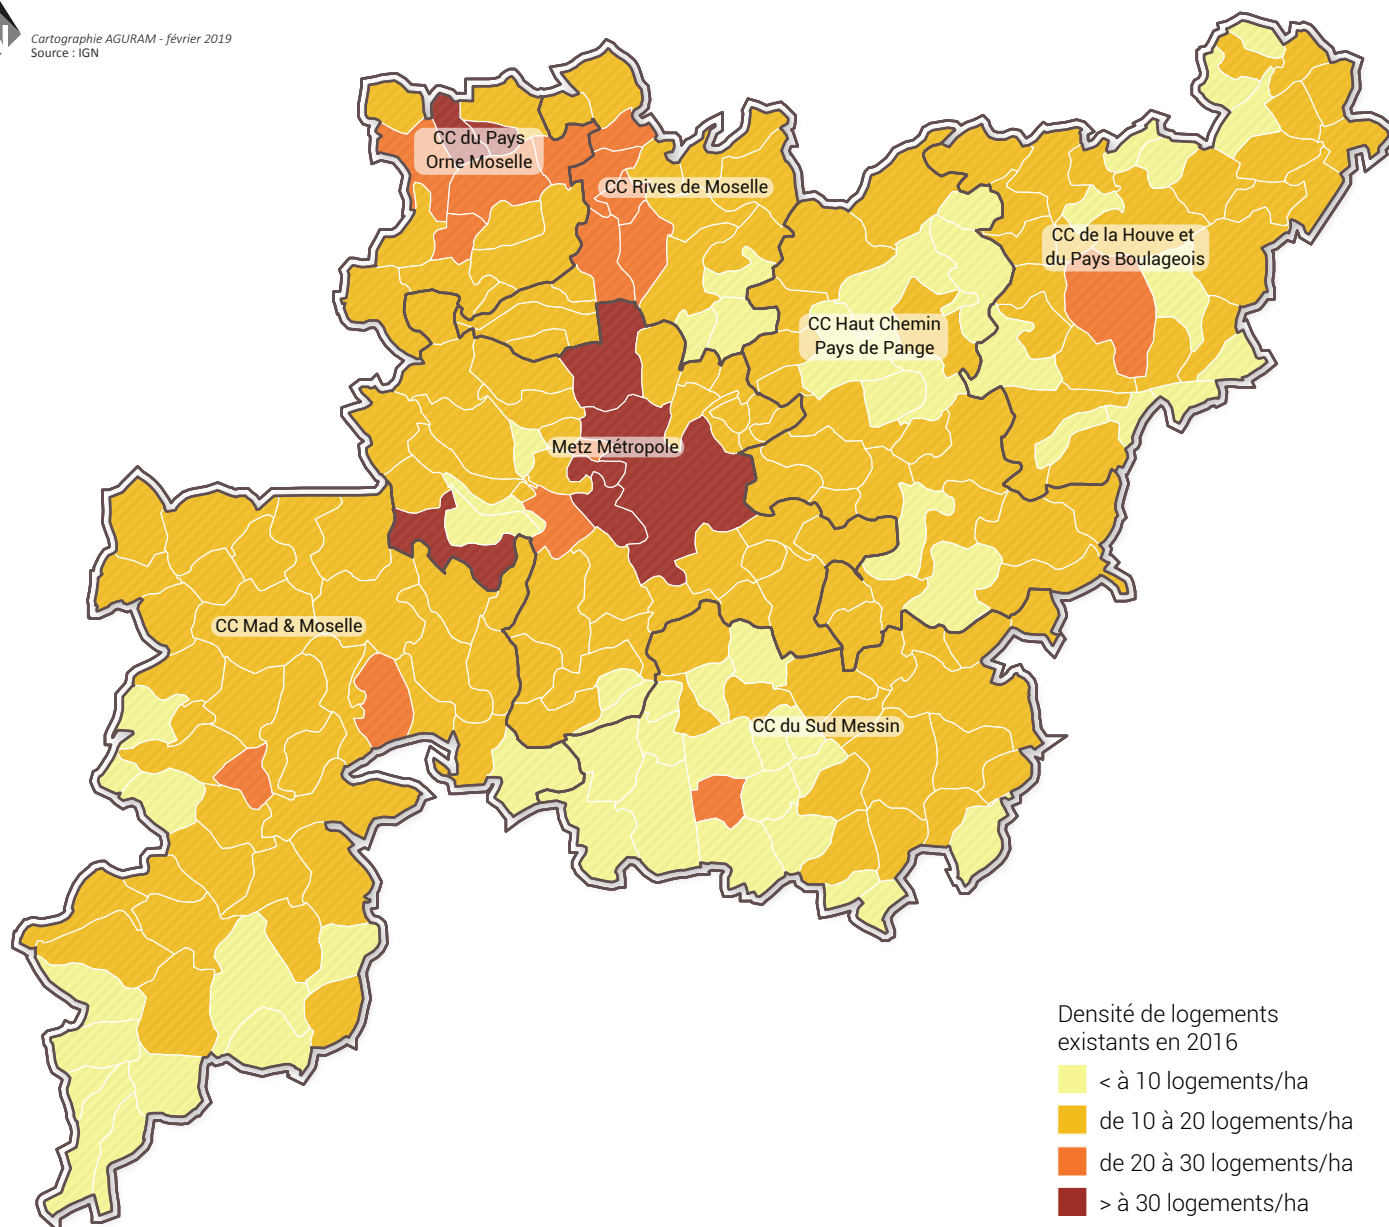 Cartographie AGURAM - février 2019
Source : IGN
CC du Pays
Orne Moselle
CC Rives de Moselle
CC de la Houve et
du Pays Boulageois
CC Haut Chemin
Pays de Pange
Metz Métropole
CC Mad & Moselle
CC du Sud Messin
Densité de logements
existants en 2016
< à 10 logements/ha
de 10 à 20 logements/ha
de 20 à 30 logements/ha
> à 30 logements/ha